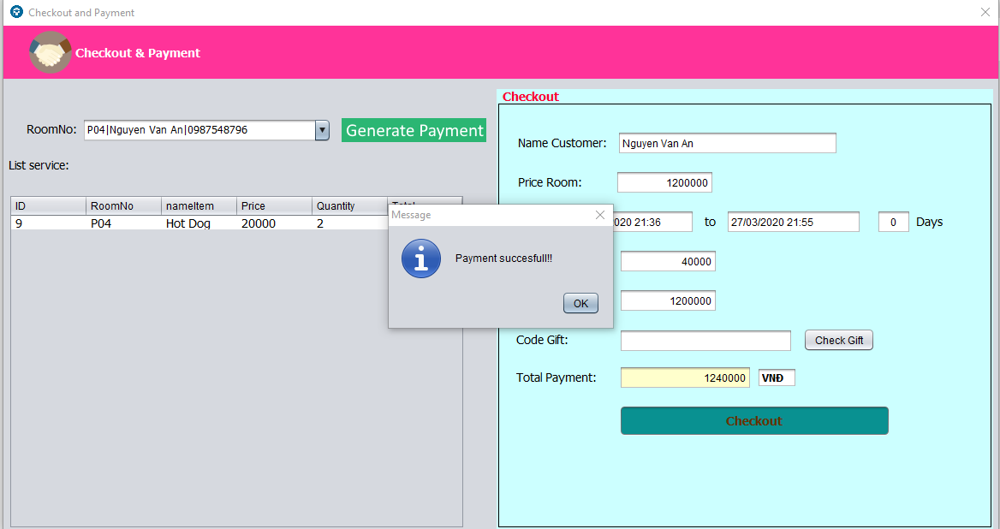 Checkout and Payment
Checkout & Payment
RoomNo: P04|Nguyen Van An|0987548796 Generate Payment
List service:
ID RoomNo nameItem Price Quantity
9 P04 Hot Dog 20000 2
Message
Payment succesfull!!
OK
Checkout
Name Customer: Nguyen Van An
Price Room: 1200000
020 21:36 to 27/03/2020 21:55 0 Days
40000
1200000
Code Gift: Check Gift
Total Payment: 1240000 VNĐ
Checkout